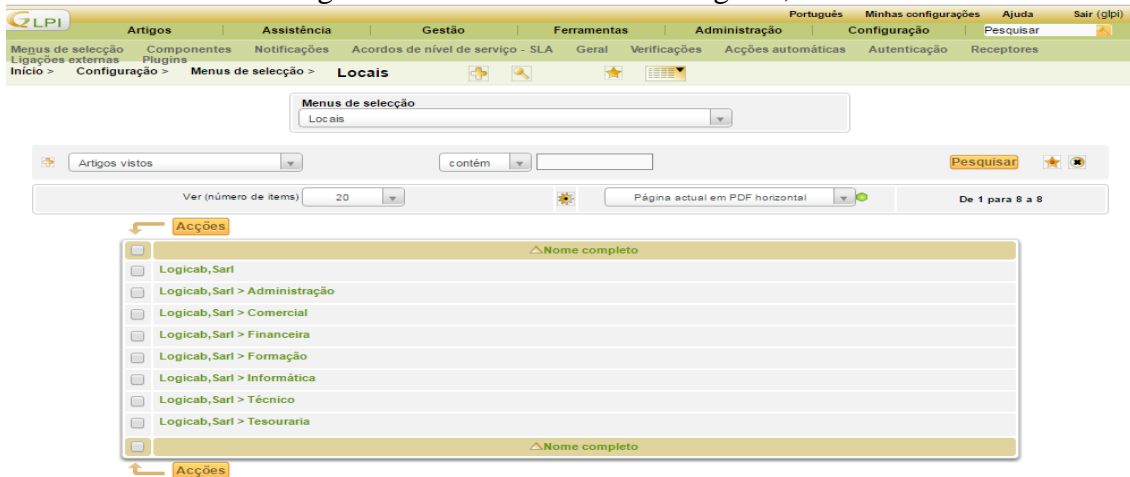 GLPI
Português Minhas configurações Ajuda Sair (glpi)
Artigos Assistência Gestão Ferramentas Administração Configuração Pesquisar
Menus de selecção Componentes Notificações Acordos de nível de serviço - SLA Geral Verificações Acções automáticas Autenticação Receptores
Ligações externas Plugins
Início > Configuração > Menus de selecção > Locais
Menus de selecção
Locais
Artigos vistos contém Pesquisar
Ver (número de items) 20 Página actual em PDF horizontal De 1 para 8 a 8
Acções
Nome completo
Logicab,Sarl
Logicab,Sarl > Administração
Logicab,Sarl > Comercial
Logicab,Sarl > Financeira
Logicab,Sarl > Formação
Logicab,Sarl > Informática
Logicab,Sarl > Técnico
Logicab,Sarl > Tesouraria
Nome completo
Acções